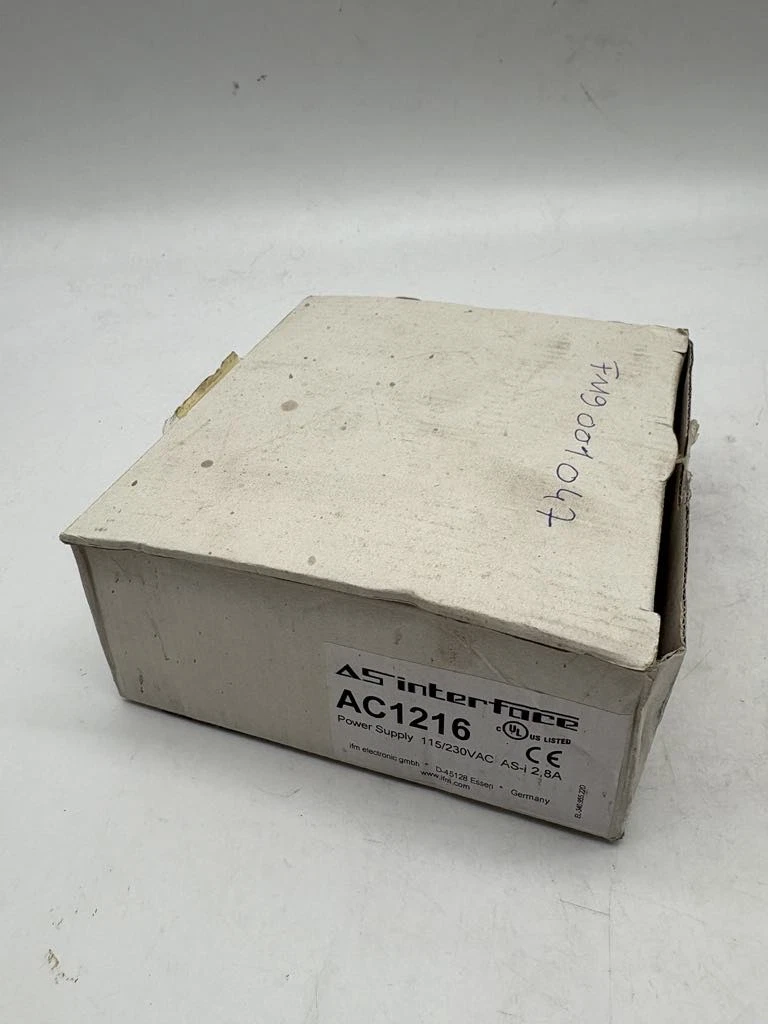 FM9001047
AS interface
AC1216
c UL US LISTED
Power Supply 115/230VAC AS-i 2,8A
CE
ifm electronic gmbh • D-45128 Essen • Germany
www.ifm.com